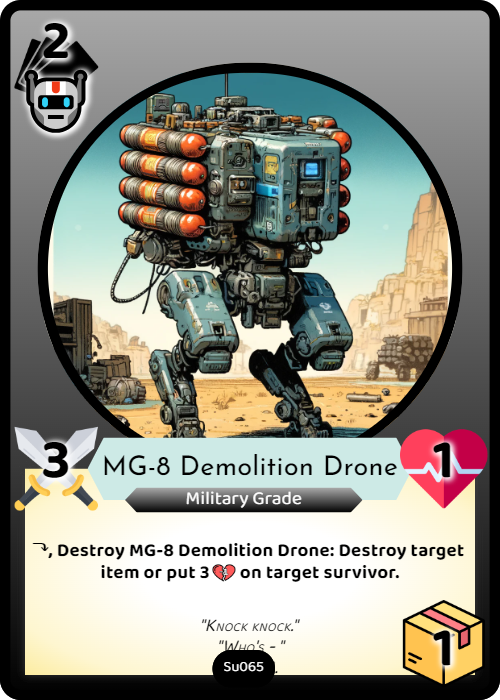 2
3
MG-8 Demolition Drone
1
Military Grade
, Destroy MG-8 Demolition Drone: Destroy target
item or put 3 on target survivor.
"Knock knock."
"Who's - "
Su065
1